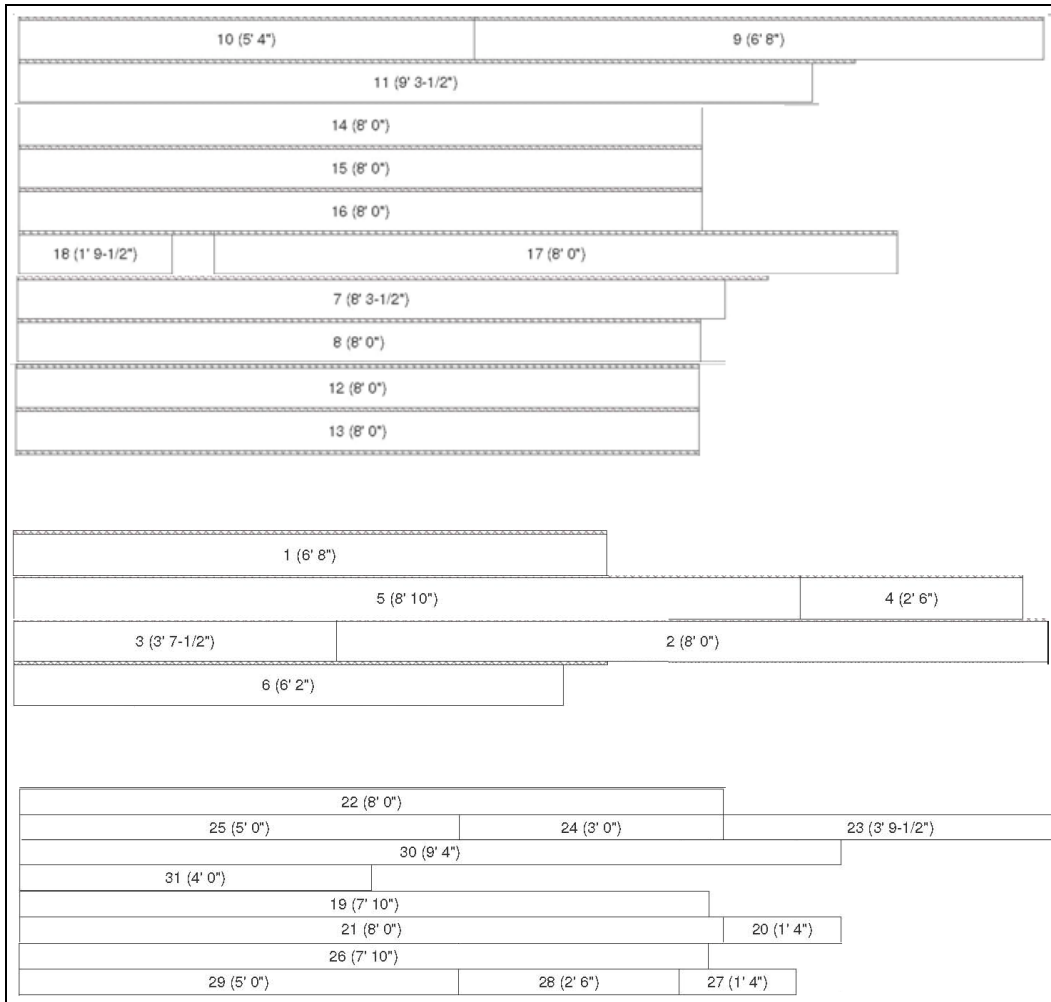 10 (5' 4") 9 (6' 8")
11 (9' 3-1/2")
14 (8' 0")
15 (8' 0")
16 (8' 0")
18 (1' 9-1/2") 17 (8' 0")
7 (8' 3-1/2")
8 (8' 0")
12 (8' 0")
13 (8' 0")
1 (6' 8")
5 (8' 10") 4 (2' 6")
3 (3' 7-1/2") 2 (8' 0")
6 (6' 2")
22 (8' 0")
25 (5' 0") 24 (3' 0") 23 (3' 9-1/2")
30 (9' 4")
31 (4' 0")
19 (7' 10")
21 (8' 0") 20 (1' 4")
26 (7' 10")
29 (5' 0") 28 (2' 6") 27 (1' 4")